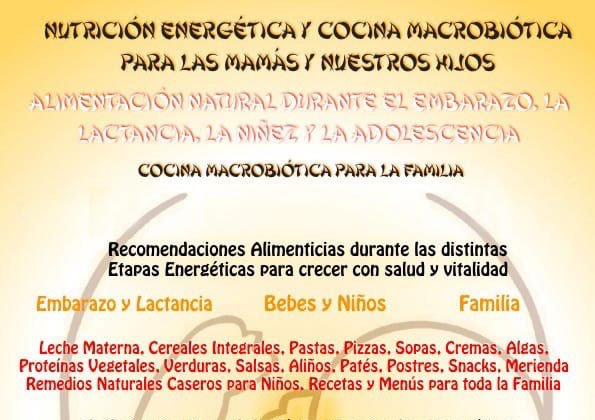 NUTRICIÓN ENERGÉTICA Y COCINA MACROBIÓTICA
PARA LAS MAMÁS Y NUESTROS HIJOS
ALIMENTACIÓN NATURAL DURANTE EL EMBARAZO, LA
LACTANCIA, LA NIÑEZ Y LA ADOLESCENCIA
COCINA MACROBIÓTICA PARA LA FAMILIA
Recomendaciones Alimenticias durante las distintas
Etapas Energéticas para crecer con salud y vitalidad
Embarazo y Lactancia Bebes y Niños Familia
Leche Materna, Cereales Integrales, Pastas, Pizzas, Sopas, Cremas, Algas,
Proteínas Vegetales, Verduras, Salsas, Aliños, Patés, Postres, Snacks, Merienda
Remedios Naturales Caseros para Niños, Recetas y Menús para toda la Familia